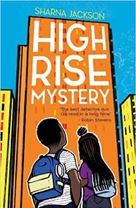 SHARNA JACKSON
HIGH
RISE
MYSTERY
"The best detective duo
I've read in a long time"
- Robin Stevens